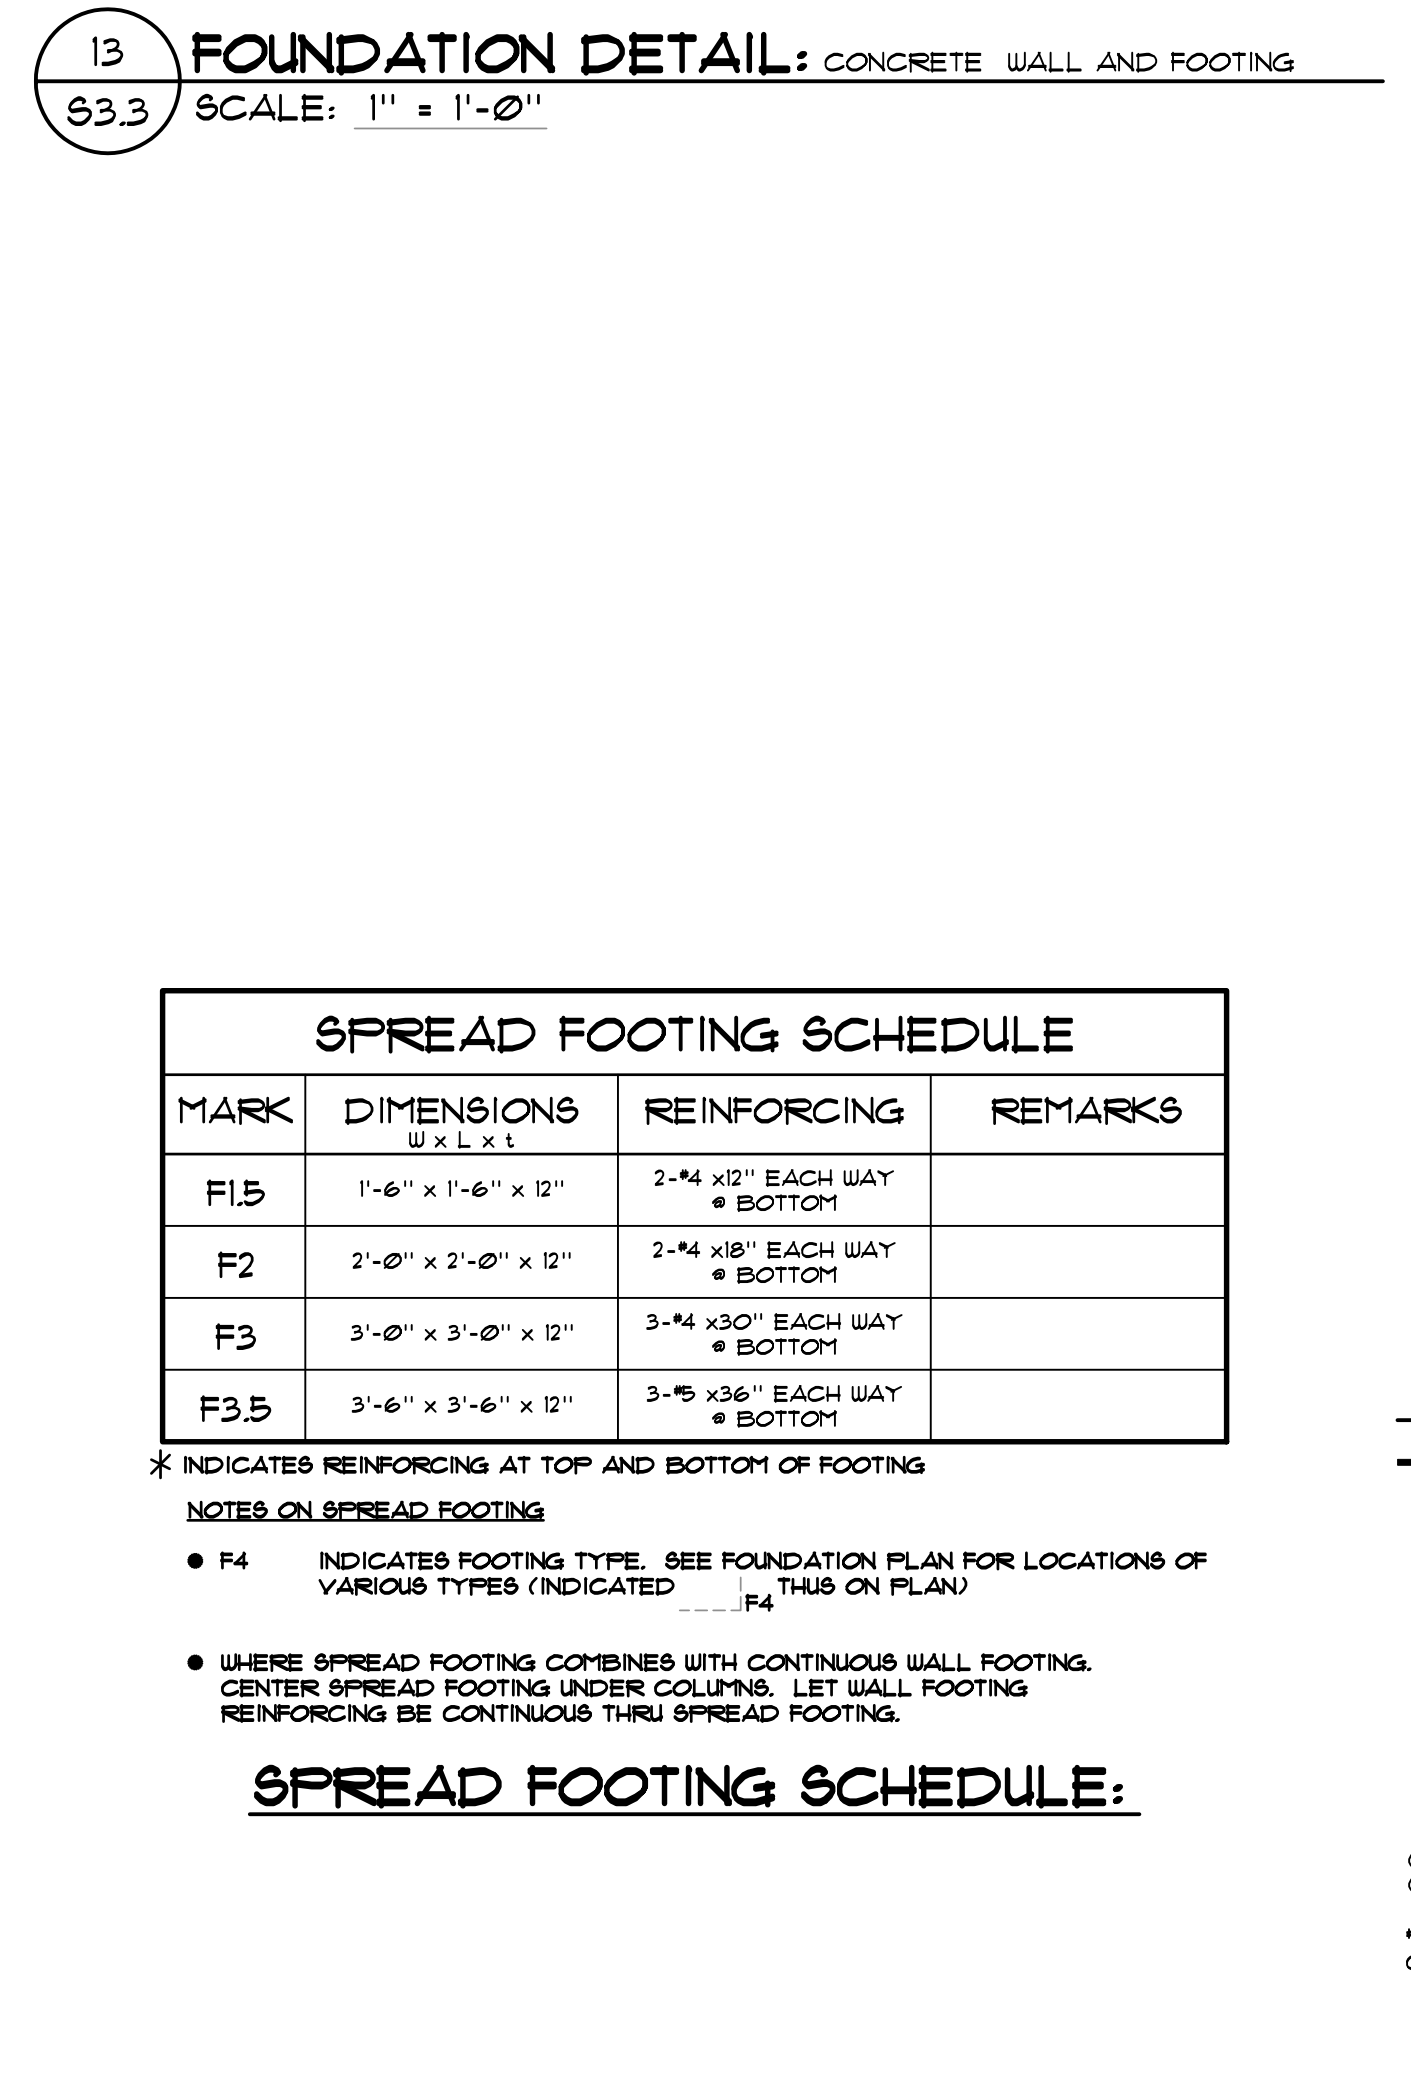 13
FOUNDATION DETAIL: CONCRETE WALL AND FOOTING
S3.3
SCALE: 1" = 1'-0"
SPREAD FOOTING SCHEDULE
MARK DIMENSIONS REINFORCING REMARKS
W x L x t
F1.5 1'-6" x 1'-6" x 12" 2-#4 x12" EACH WAY
@ BOTTOM
F2 2'-0" x 2'-0" x 12" 2-#4 x18" EACH WAY
@ BOTTOM
F3 3'-0" x 3'-0" x 12" 3-#4 x30" EACH WAY
@ BOTTOM
F3.5 3'-6" x 3'-6" x 12" 3-#5 x36" EACH WAY
@ BOTTOM
* INDICATES REINFORCING AT TOP AND BOTTOM OF FOOTING
NOTES ON SPREAD FOOTING
● F4 INDICATES FOOTING TYPE. SEE FOUNDATION PLAN FOR LOCATIONS OF
VARIOUS TYPES (INDICATED F4 THUS ON PLAN)
● WHERE SPREAD FOOTING COMBINES WITH CONTINUOUS WALL FOOTING.
CENTER SPREAD FOOTING UNDER COLUMNS. LET WALL FOOTING
REINFORCING BE CONTINUOUS THRU SPREAD FOOTING.
SPREAD FOOTING SCHEDULE: